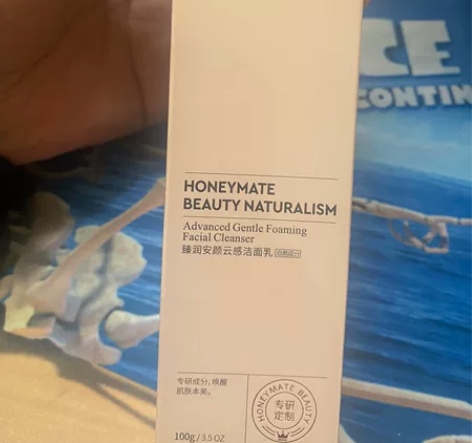 CE
CONTIN
HONEYMATE
BEAUTY NATURALISM
Advanced Gentle Foaming
Facial Cleanser
臻润安颜云感洁面乳
专研成分，唤醒
肌肤本美。
HONEYMATE BEAUTY
专研
定制
100g / 3.5 OZ